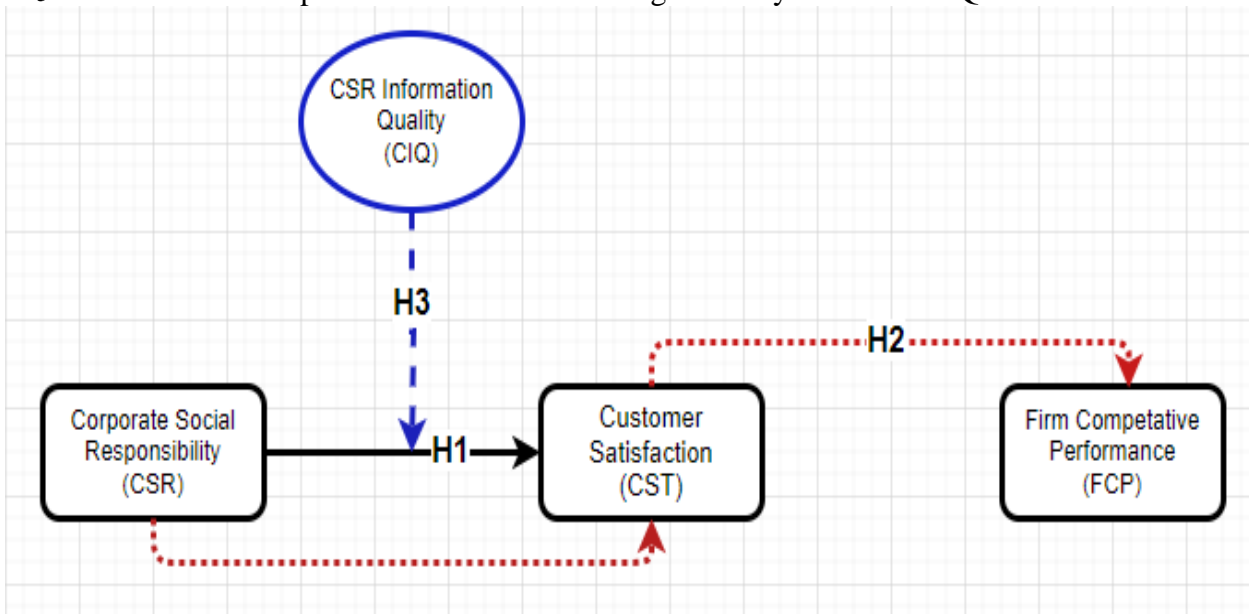 CSR Information
Quality
(CIQ)
H3
H2
Corporate Social
Responsibility
(CSR)
H1
Customer
Satisfaction
(CST)
Firm Competative
Performance
(FCP)